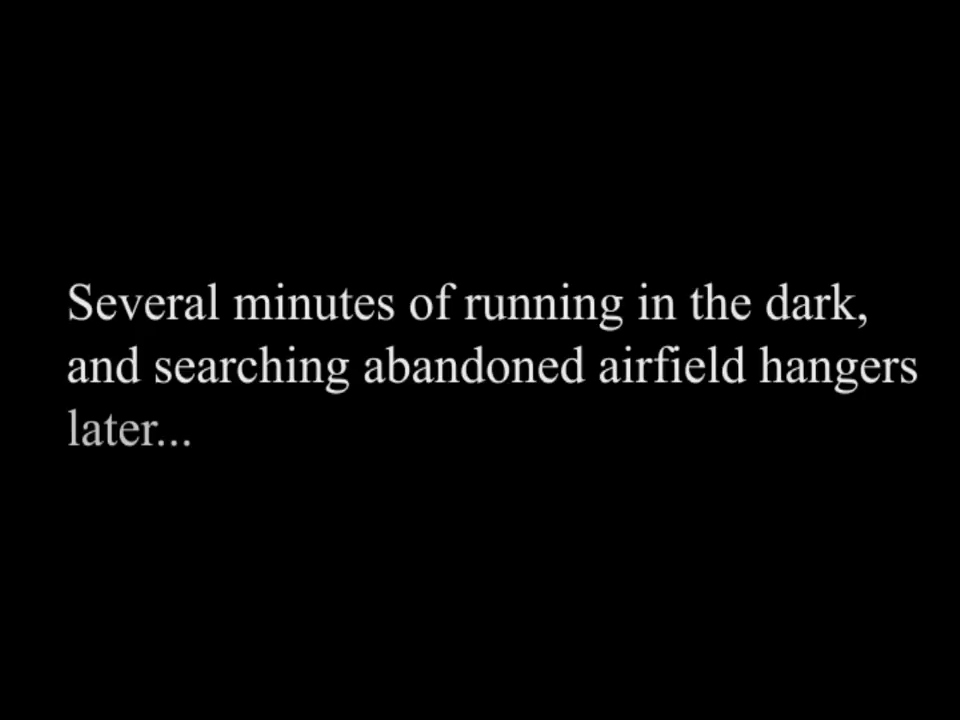 Several minutes of running in the dark,
and searching abandoned airfield hangers
later...